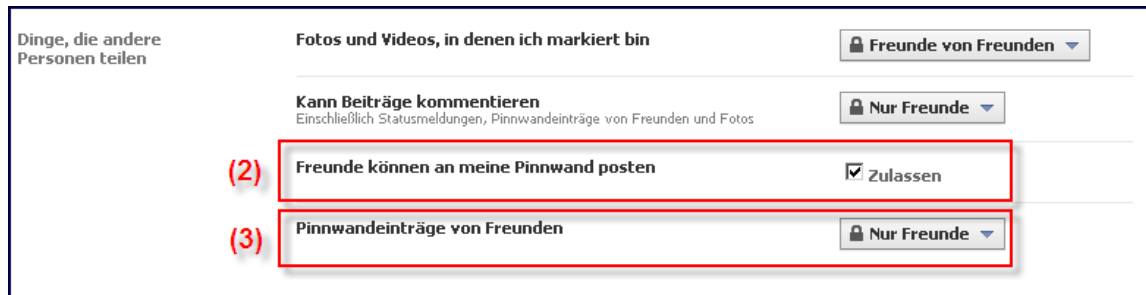 Dinge, die andere
Personen teilen
Fotos und Videos, in denen ich markiert bin
Freunde von Freunden
Kann Beiträge kommentieren
Einschließlich Statusmeldungen, Pinnwandeinträge von Freunden und Fotos
Nur Freunde
(2)
Freunde können an meine Pinnwand posten
Zulassen
(3)
Pinnwandeinträge von Freunden
Nur Freunde